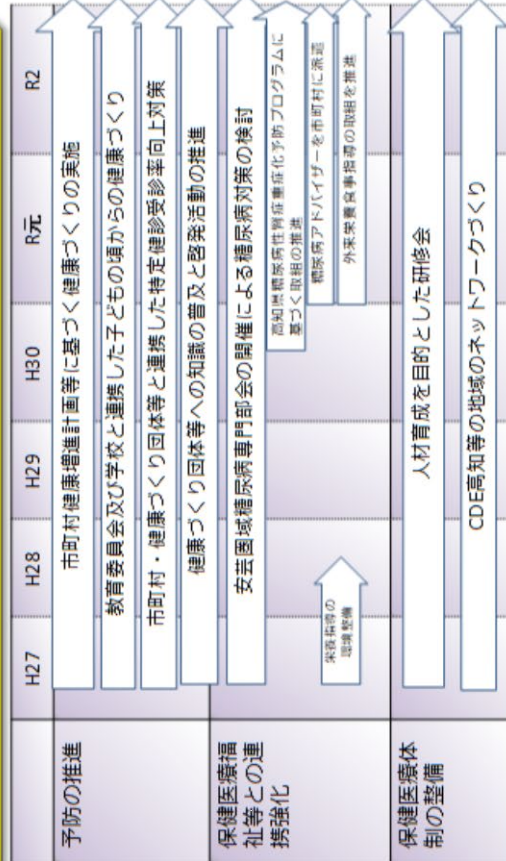 H27 H28 H29 H30 R元 R2
予防の推進
市町村健康増進計画等に基づく健康づくりの実施
教育委員会及び学校と連携した子どもの頃からの健康づくり
市町村・健康づくり団体等と連携した特定健診受診率向上対策
健康づくり団体等への知識の普及と啓発活動の推進
保健医療福
祉等との連
携強化
安芸圏域糖尿病専門部会の開催による糖尿病対策の検討
高知県糖尿病性腎症重症化予防プログラムに
基づく取組の推進
糖尿病アドバイザーを市町村に派遣
栄養指導の
環境整備
外来栄養食事指導の取組を推進
保健医療体
制の整備
人材育成を目的とした研修会
CDE高知等の地域のネットワークづくり